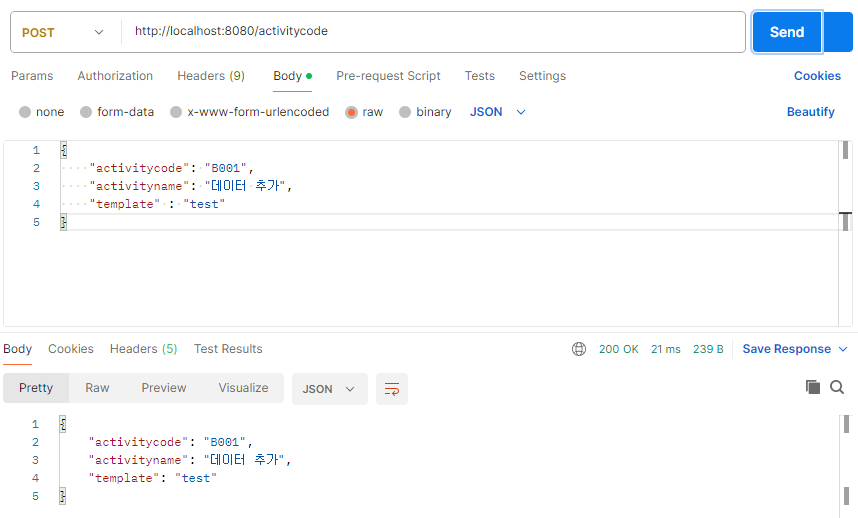 POST http://localhost:8080/activitycode Send
Params Authorization Headers (9) Body Pre-request Script Tests Settings Cookies
none form-data x-www-form-urlencoded raw binary JSON Beautify
1 {
2 "activitycode": "B001",
3 "activityname": "데이터 추가",
4 "template" : "test"
5 }
Body Cookies Headers (5) Test Results 200 OK 21 ms 239 B Save Response
Pretty Raw Preview Visualize JSON
1 {
2 "activitycode": "B001",
3 "activityname": "데이터 추가",
4 "template": "test"
5 }